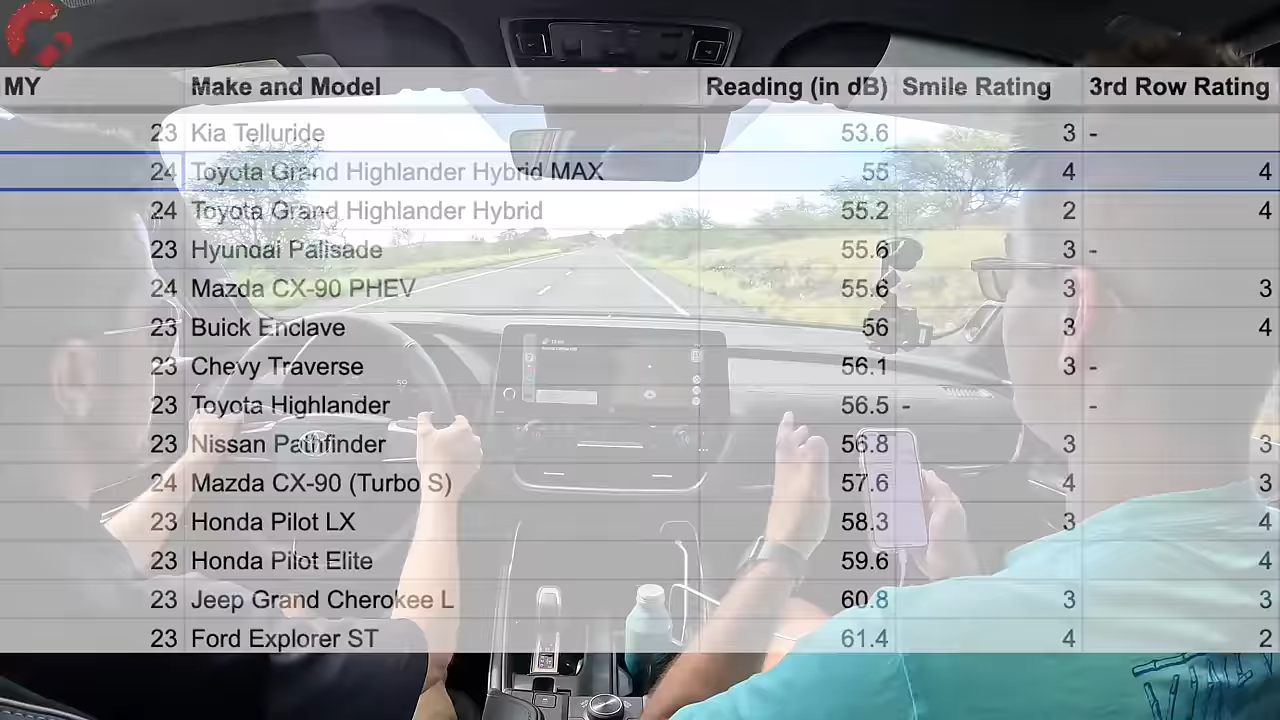 MY Make and Model Reading (in dB) Smile Rating 3rd Row Rating
23 Kia Telluride 53.6 3 -
24 Toyota Grand Highlander Hybrid MAX 55 4 4
24 Toyota Grand Highlander Hybrid 55.2 2 4
23 Hyundai Palisade 55.6 3 -
24 Mazda CX-90 PHEV 55.6 3 3
23 Buick Enclave 56 3 4
23 Chevy Traverse 56.1 3 -
23 Toyota Highlander 56.5 - -
23 Nissan Pathfinder 56.8 3 3
24 Mazda CX-90 (Turbo S) 57.6 4 3
23 Honda Pilot LX 58.3 3 4
23 Honda Pilot Elite 59.6 4
23 Jeep Grand Cherokee L 60.8 3 3
23 Ford Explorer ST 61.4 4 2
59